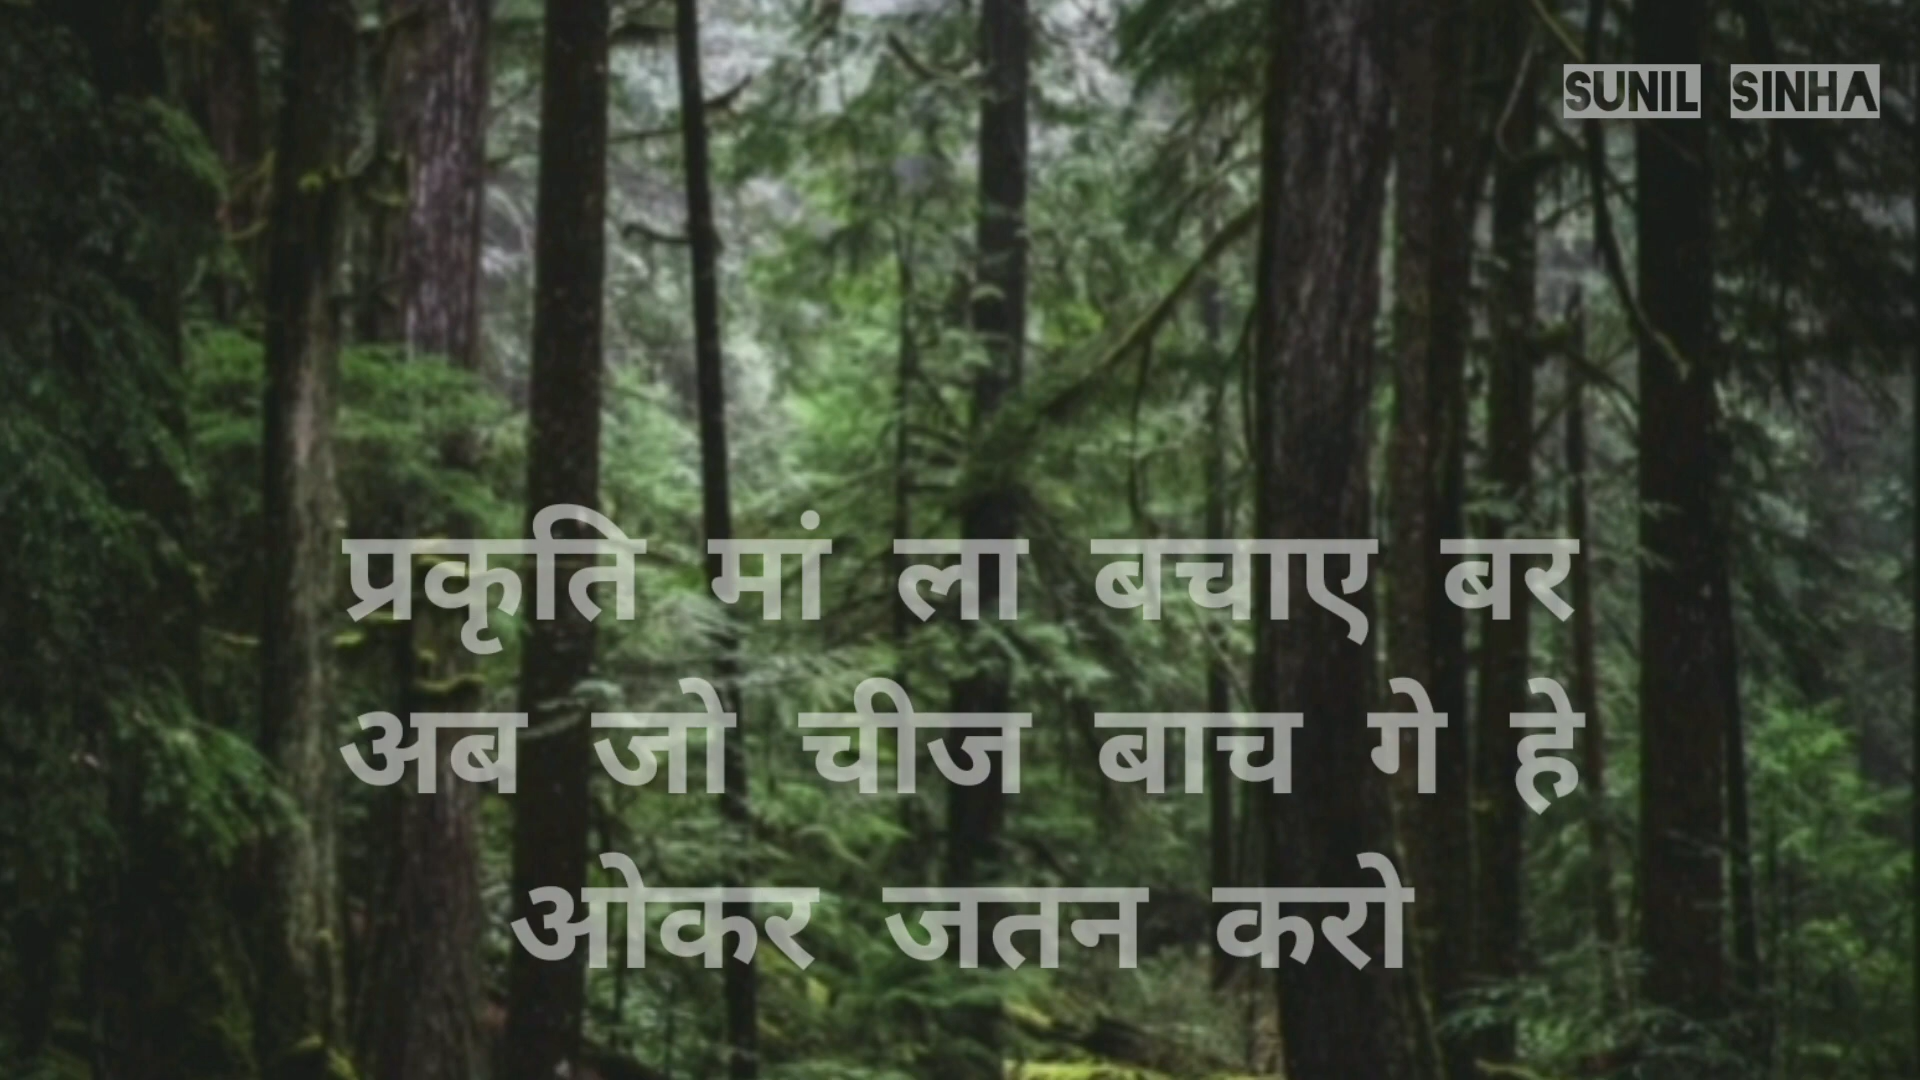 SUNIL SINHA
प्रकृति मां ला बचाए बर
अब जो चीज बाच गे हे
ओकर जतन करो